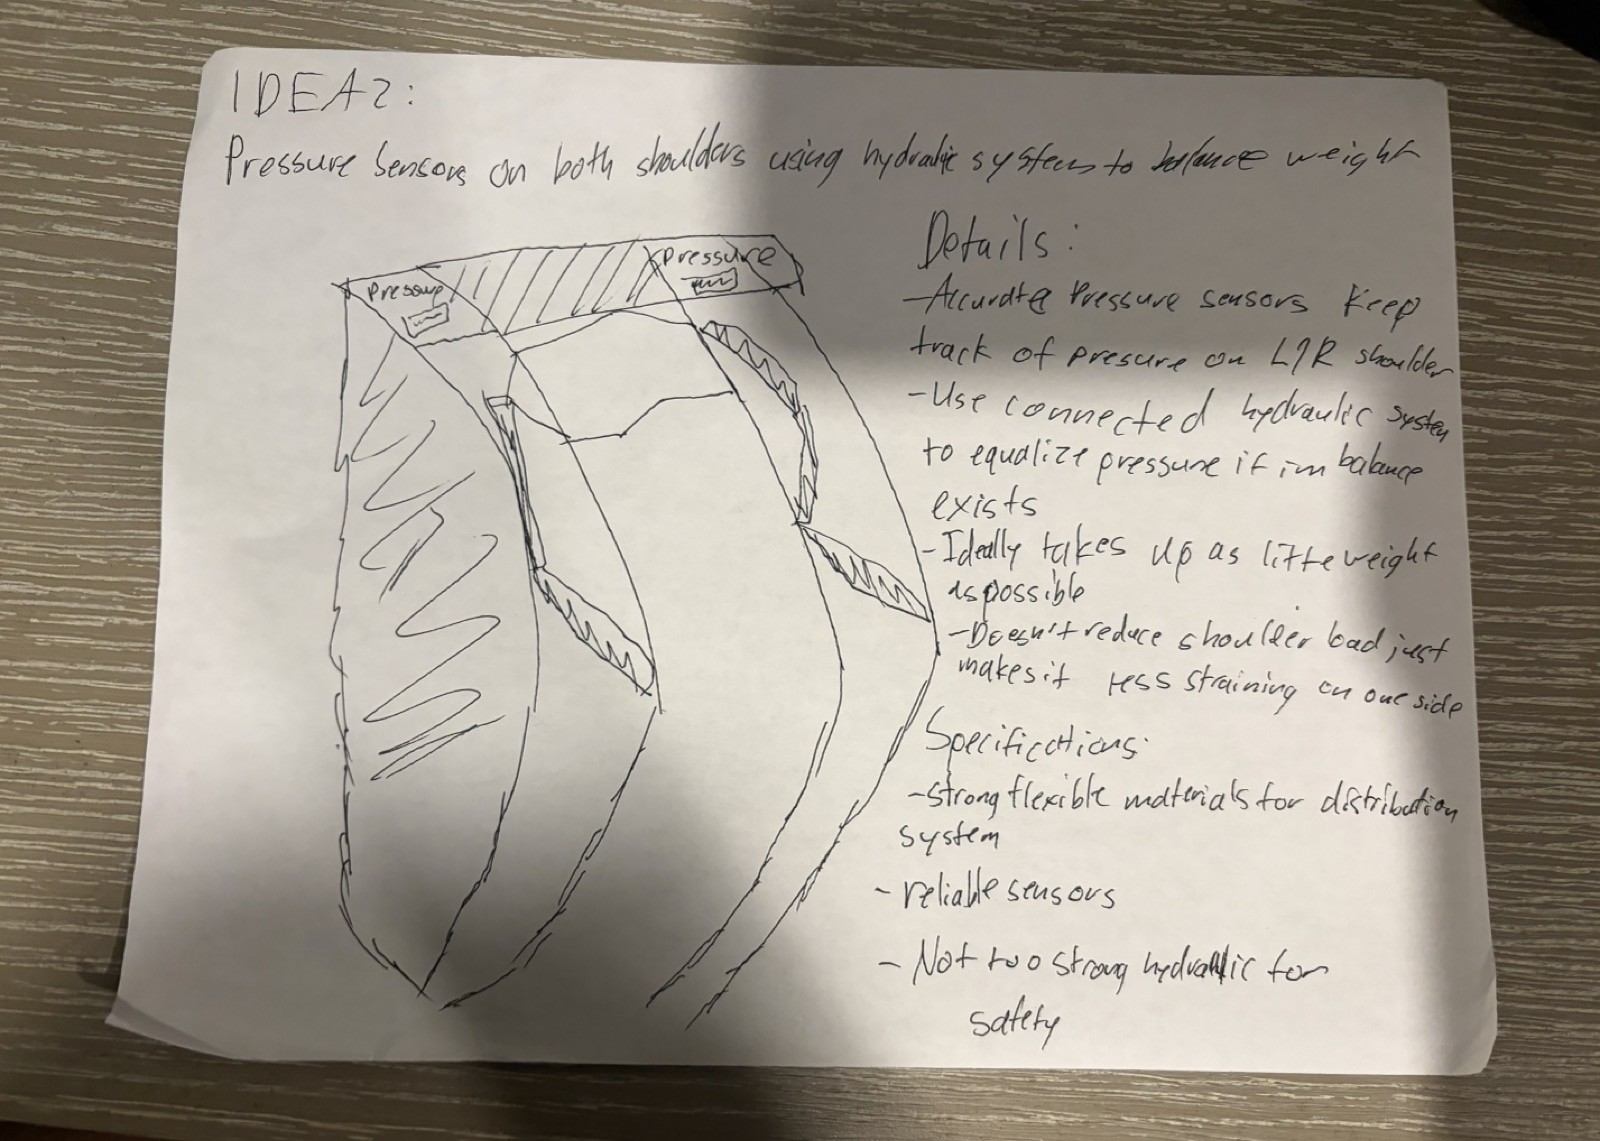 IDEA2:
Pressure Sensors on both shoulders using hydraulic system to balance weight
Pressure
Pressure
Details:
-Accurate Pressure sensors Keep
track of presure on L/R shoulder
-Use connected hydraulic system
to equalize pressure if imbalance
exists
-Ideally takes up as litte weight
as possible
-Doesn't reduce shoulder load just
makes it less straining on one side
Specifications:
-strong flexible materials for distribution
system
- reliable sensors
- Not too strong hydraulic for
safety